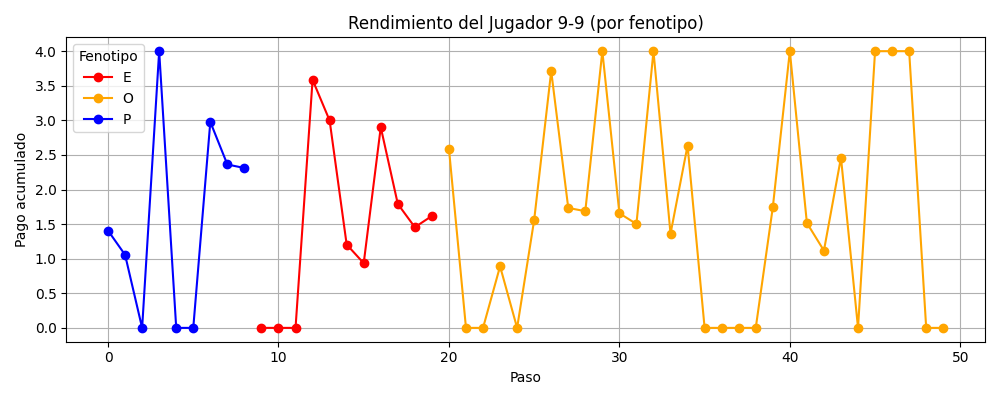 Rendimiento del Jugador 9-9 (por fenotipo)
Pago acumulado
4.0
3.5
3.0
2.5
2.0
1.5
1.0
0.5
0.0
Fenotipo
E
O
P
0 10 20 30 40 50
Paso